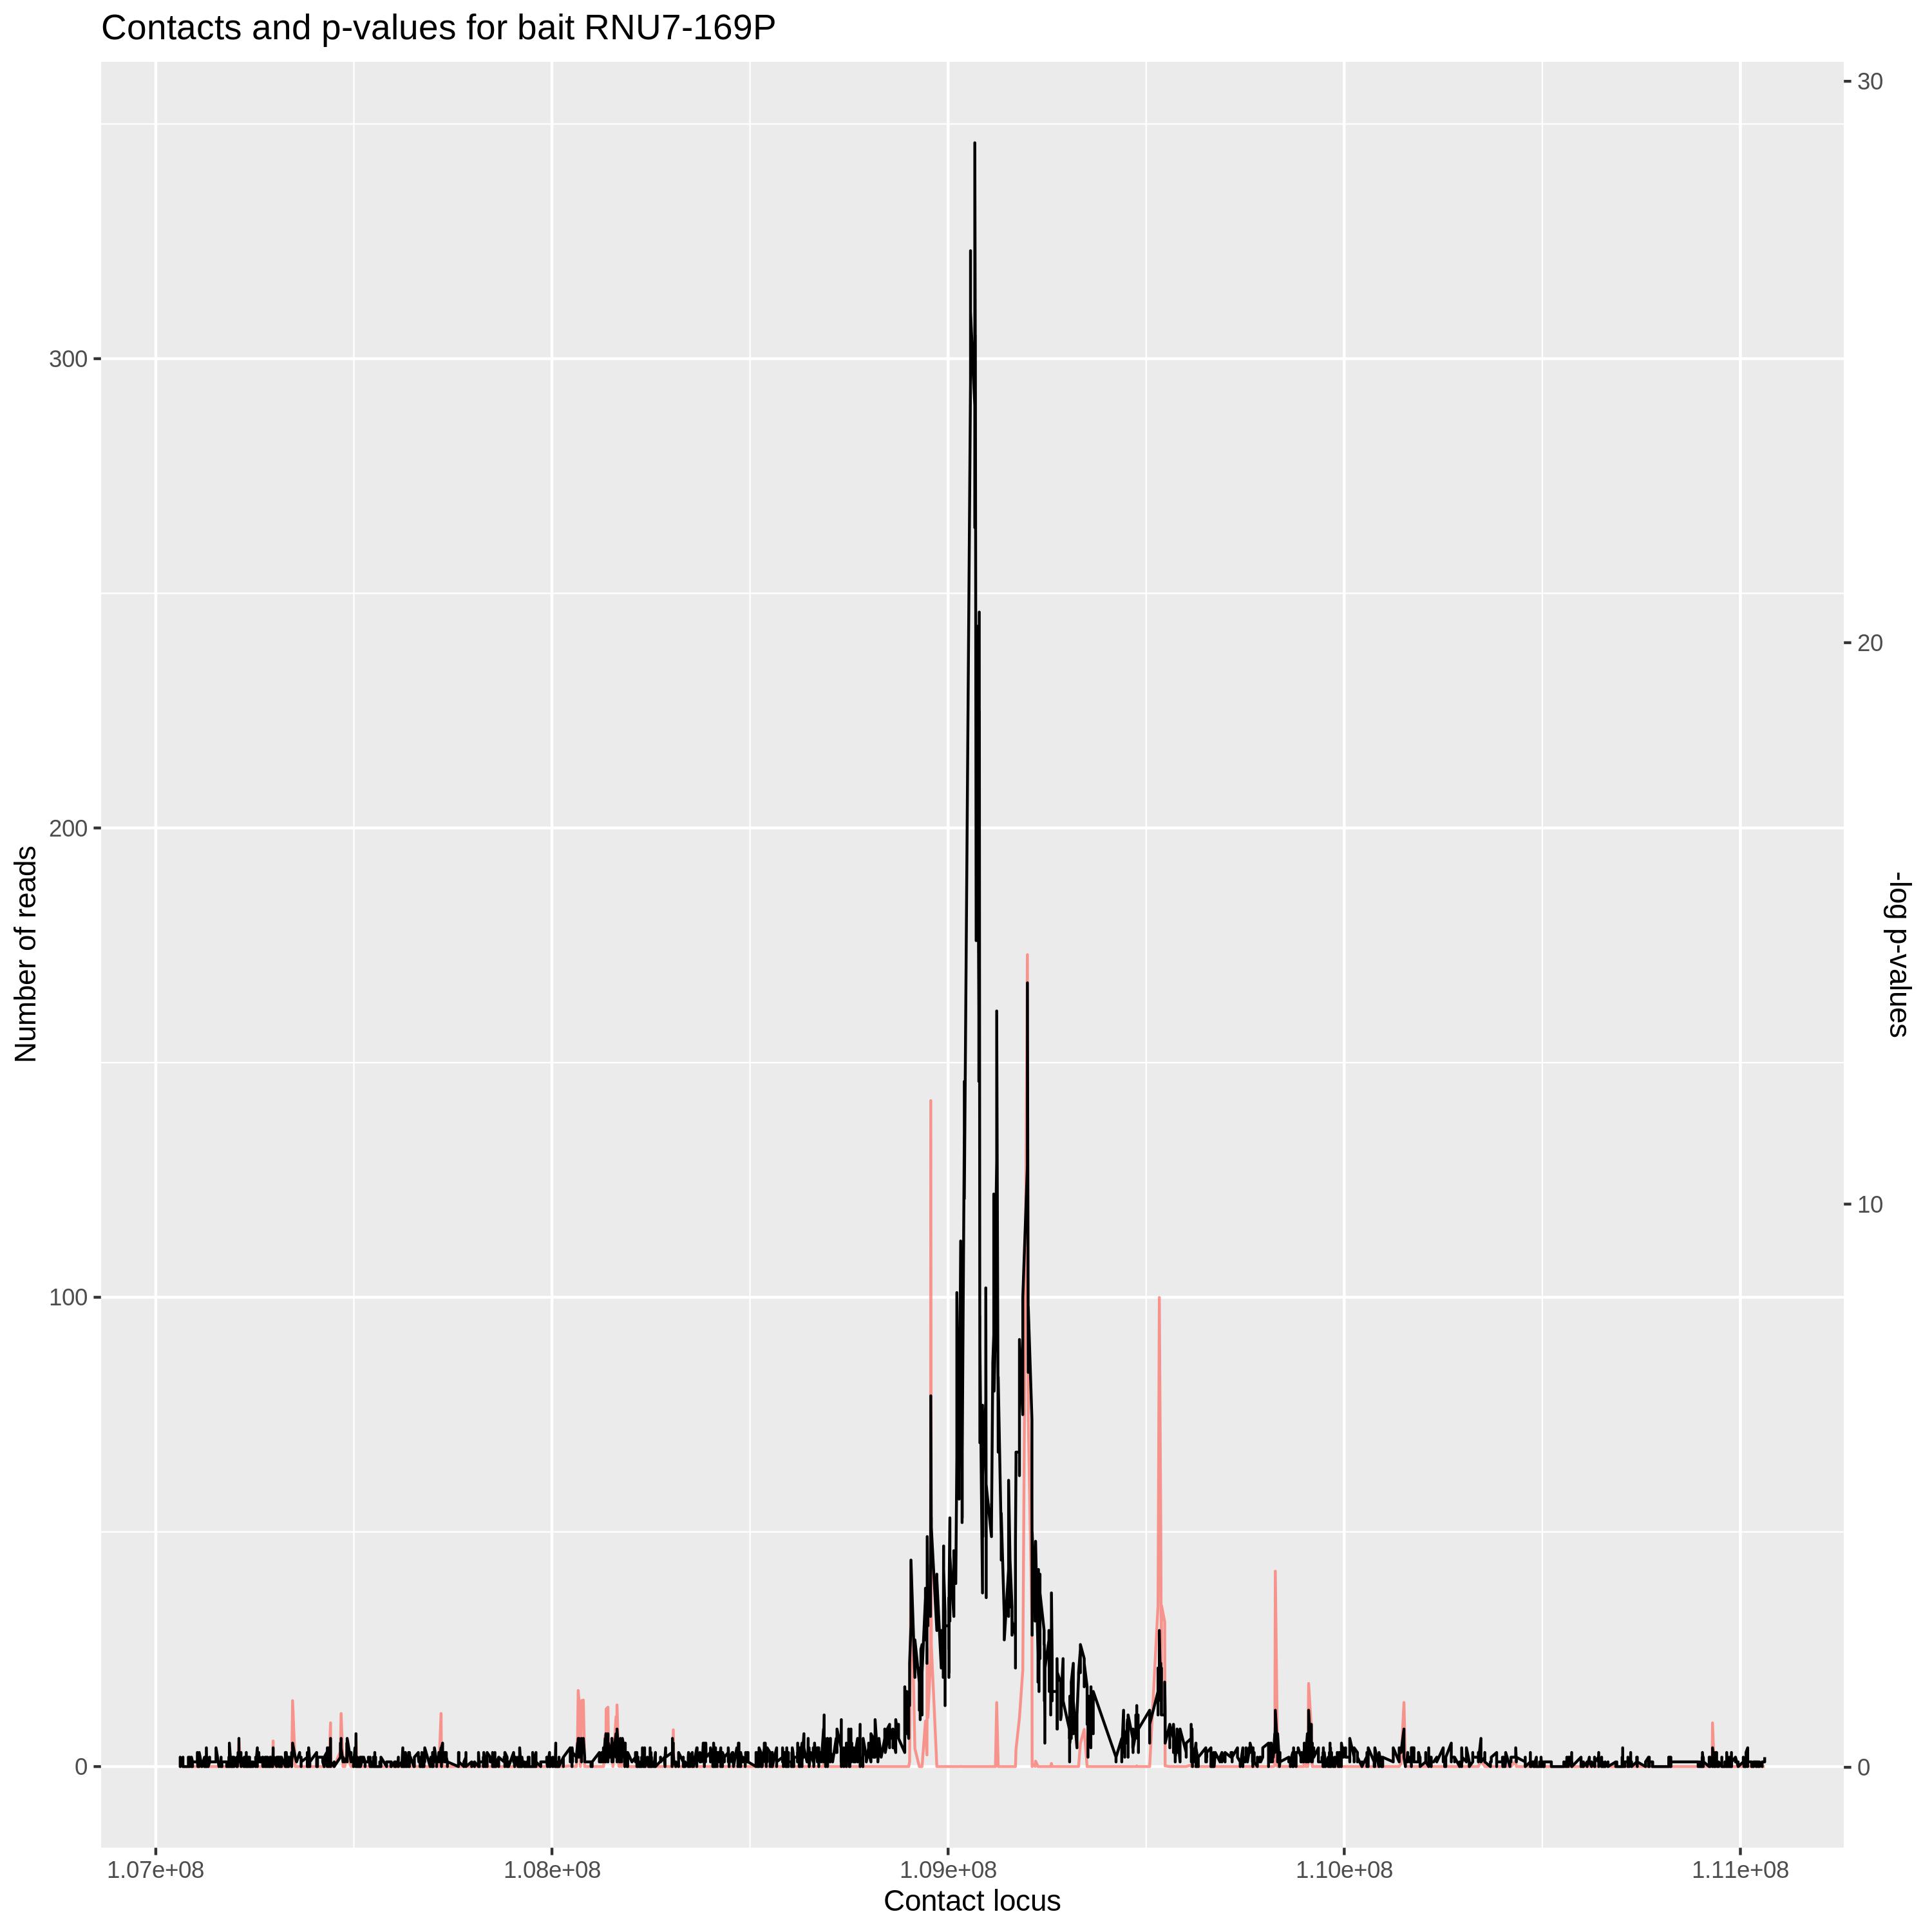 Contacts and p-values for bait RNU7-169P
30
300
20
200
Number of reads
-log p-values
10
100
0
0
1.07e+08
1.08e+08
1.09e+08
1.10e+08
1.11e+08
Contact locus